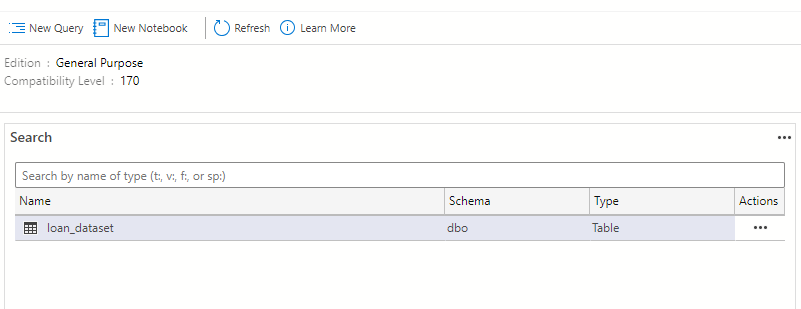 New Query New Notebook Refresh Learn More
Edition : General Purpose
Compatibility Level : 170
Search
Search by name of type (t:, v:, f:, or sp:)
Name Schema Type Actions
loan_dataset dbo Table